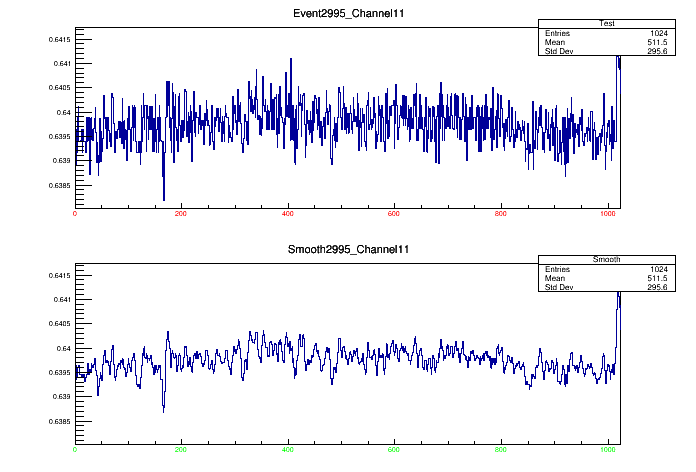 Event2995_Channel11
Test
Entries 1024
Mean 511.5
Std Dev 295.6
0.6415
0.641
0.6405
0.64
0.6395
0.639
0.6385
0 200 400 600 800 1000
Smooth2995_Channel11
Smooth
Entries 1024
Mean 511.5
Std Dev 295.6
0.6415
0.641
0.6405
0.64
0.6395
0.639
0.6385
0 200 400 600 800 1000